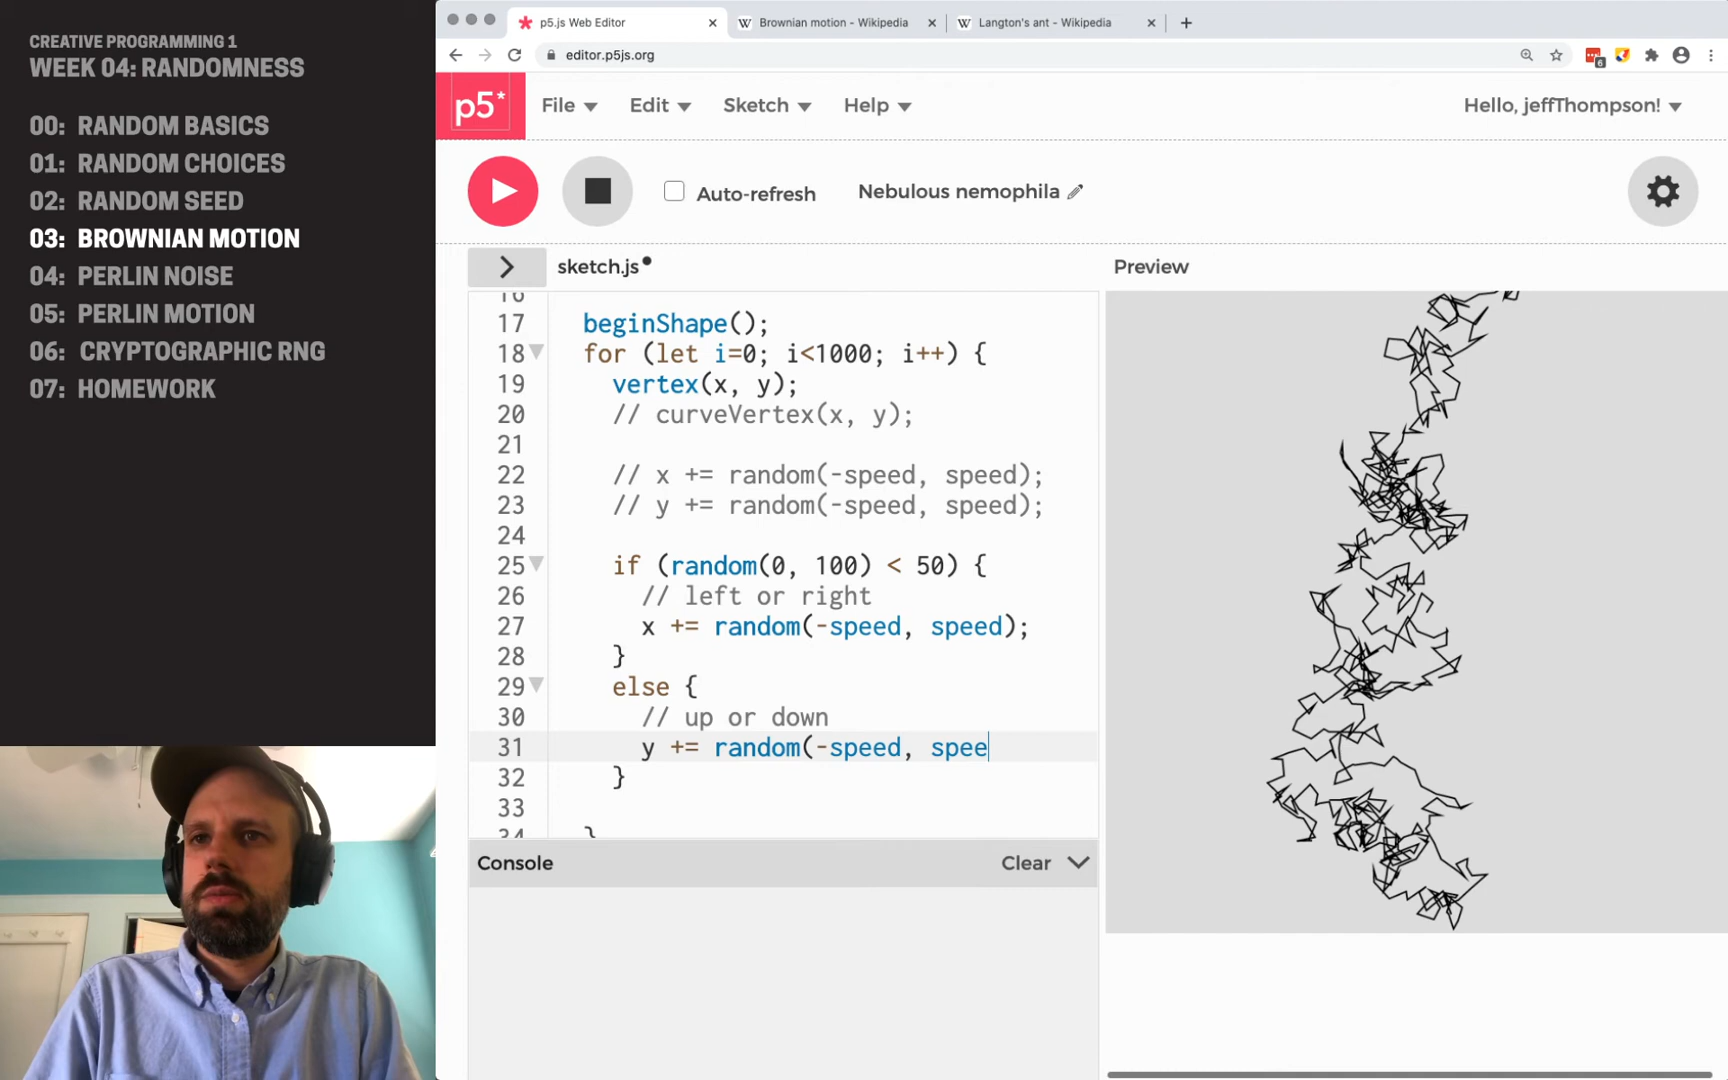 CREATIVE PROGRAMMING 1
WEEK 04: RANDOMNESS
00: RANDOM BASICS
01: RANDOM CHOICES
02: RANDOM SEED
03: BROWNIAN MOTION
04: PERLIN NOISE
05: PERLIN MOTION
06: CRYPTOGRAPHIC RNG
07: HOMEWORK
p5.js Web Editor
Brownian motion - Wikipedia
Langton's ant - Wikipedia
editor.p5js.org
6
p5*
File Edit Sketch Help
Hello, jeffThompson!
Auto-refresh
Nebulous nemophila
sketch.js
Preview
16
17 beginShape();
18 for (let i=0; i<1000; i++) {
19 vertex(x, y);
20 // curveVertex(x, y);
21
22 // x += random(-speed, speed);
23 // y += random(-speed, speed);
24
25 if (random(0, 100) < 50) {
26 // left or right
27 x += random(-speed, speed);
28 }
29 else {
30 // up or down
31 y += random(-speed, spee
32 }
33
34 }
Console
Clear